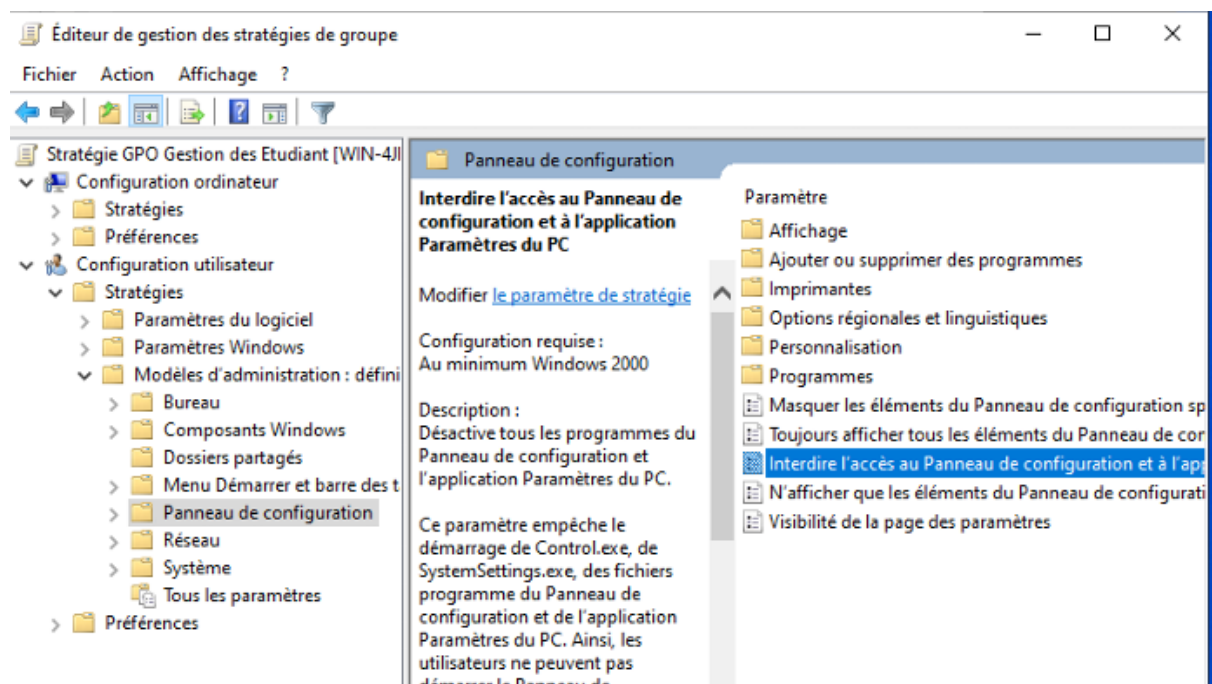 Éditeur de gestion des stratégies de groupe
Fichier Action Affichage ?
Stratégie GPO Gestion des Etudiant [WIN-4JI
Configuration ordinateur
Stratégies
Préférences
Configuration utilisateur
Stratégies
Paramètres du logiciel
Paramètres Windows
Modèles d'administration : défini
Bureau
Composants Windows
Dossiers partagés
Menu Démarrer et barre des t
Panneau de configuration
Réseau
Système
Tous les paramètres
Préférences
Panneau de configuration
Interdire l'accès au Panneau de
configuration et à l'application
Paramètres du PC
Modifier le paramètre de stratégie
Configuration requise :
Au minimum Windows 2000
Description :
Désactive tous les programmes du
Panneau de configuration et
l'application Paramètres du PC.
Ce paramètre empêche le
démarrage de Control.exe, de
SystemSettings.exe, des fichiers
programme du Panneau de
configuration et de l'application
Paramètres du PC. Ainsi, les
utilisateurs ne peuvent pas
démarrer le Panneau de
Paramètre
Affichage
Ajouter ou supprimer des programmes
Imprimantes
Options régionales et linguistiques
Personnalisation
Programmes
Masquer les éléments du Panneau de configuration sp
Toujours afficher tous les éléments du Panneau de con
Interdire l'accès au Panneau de configuration et à l'app
N'afficher que les éléments du Panneau de configurati
Visibilité de la page des paramètres